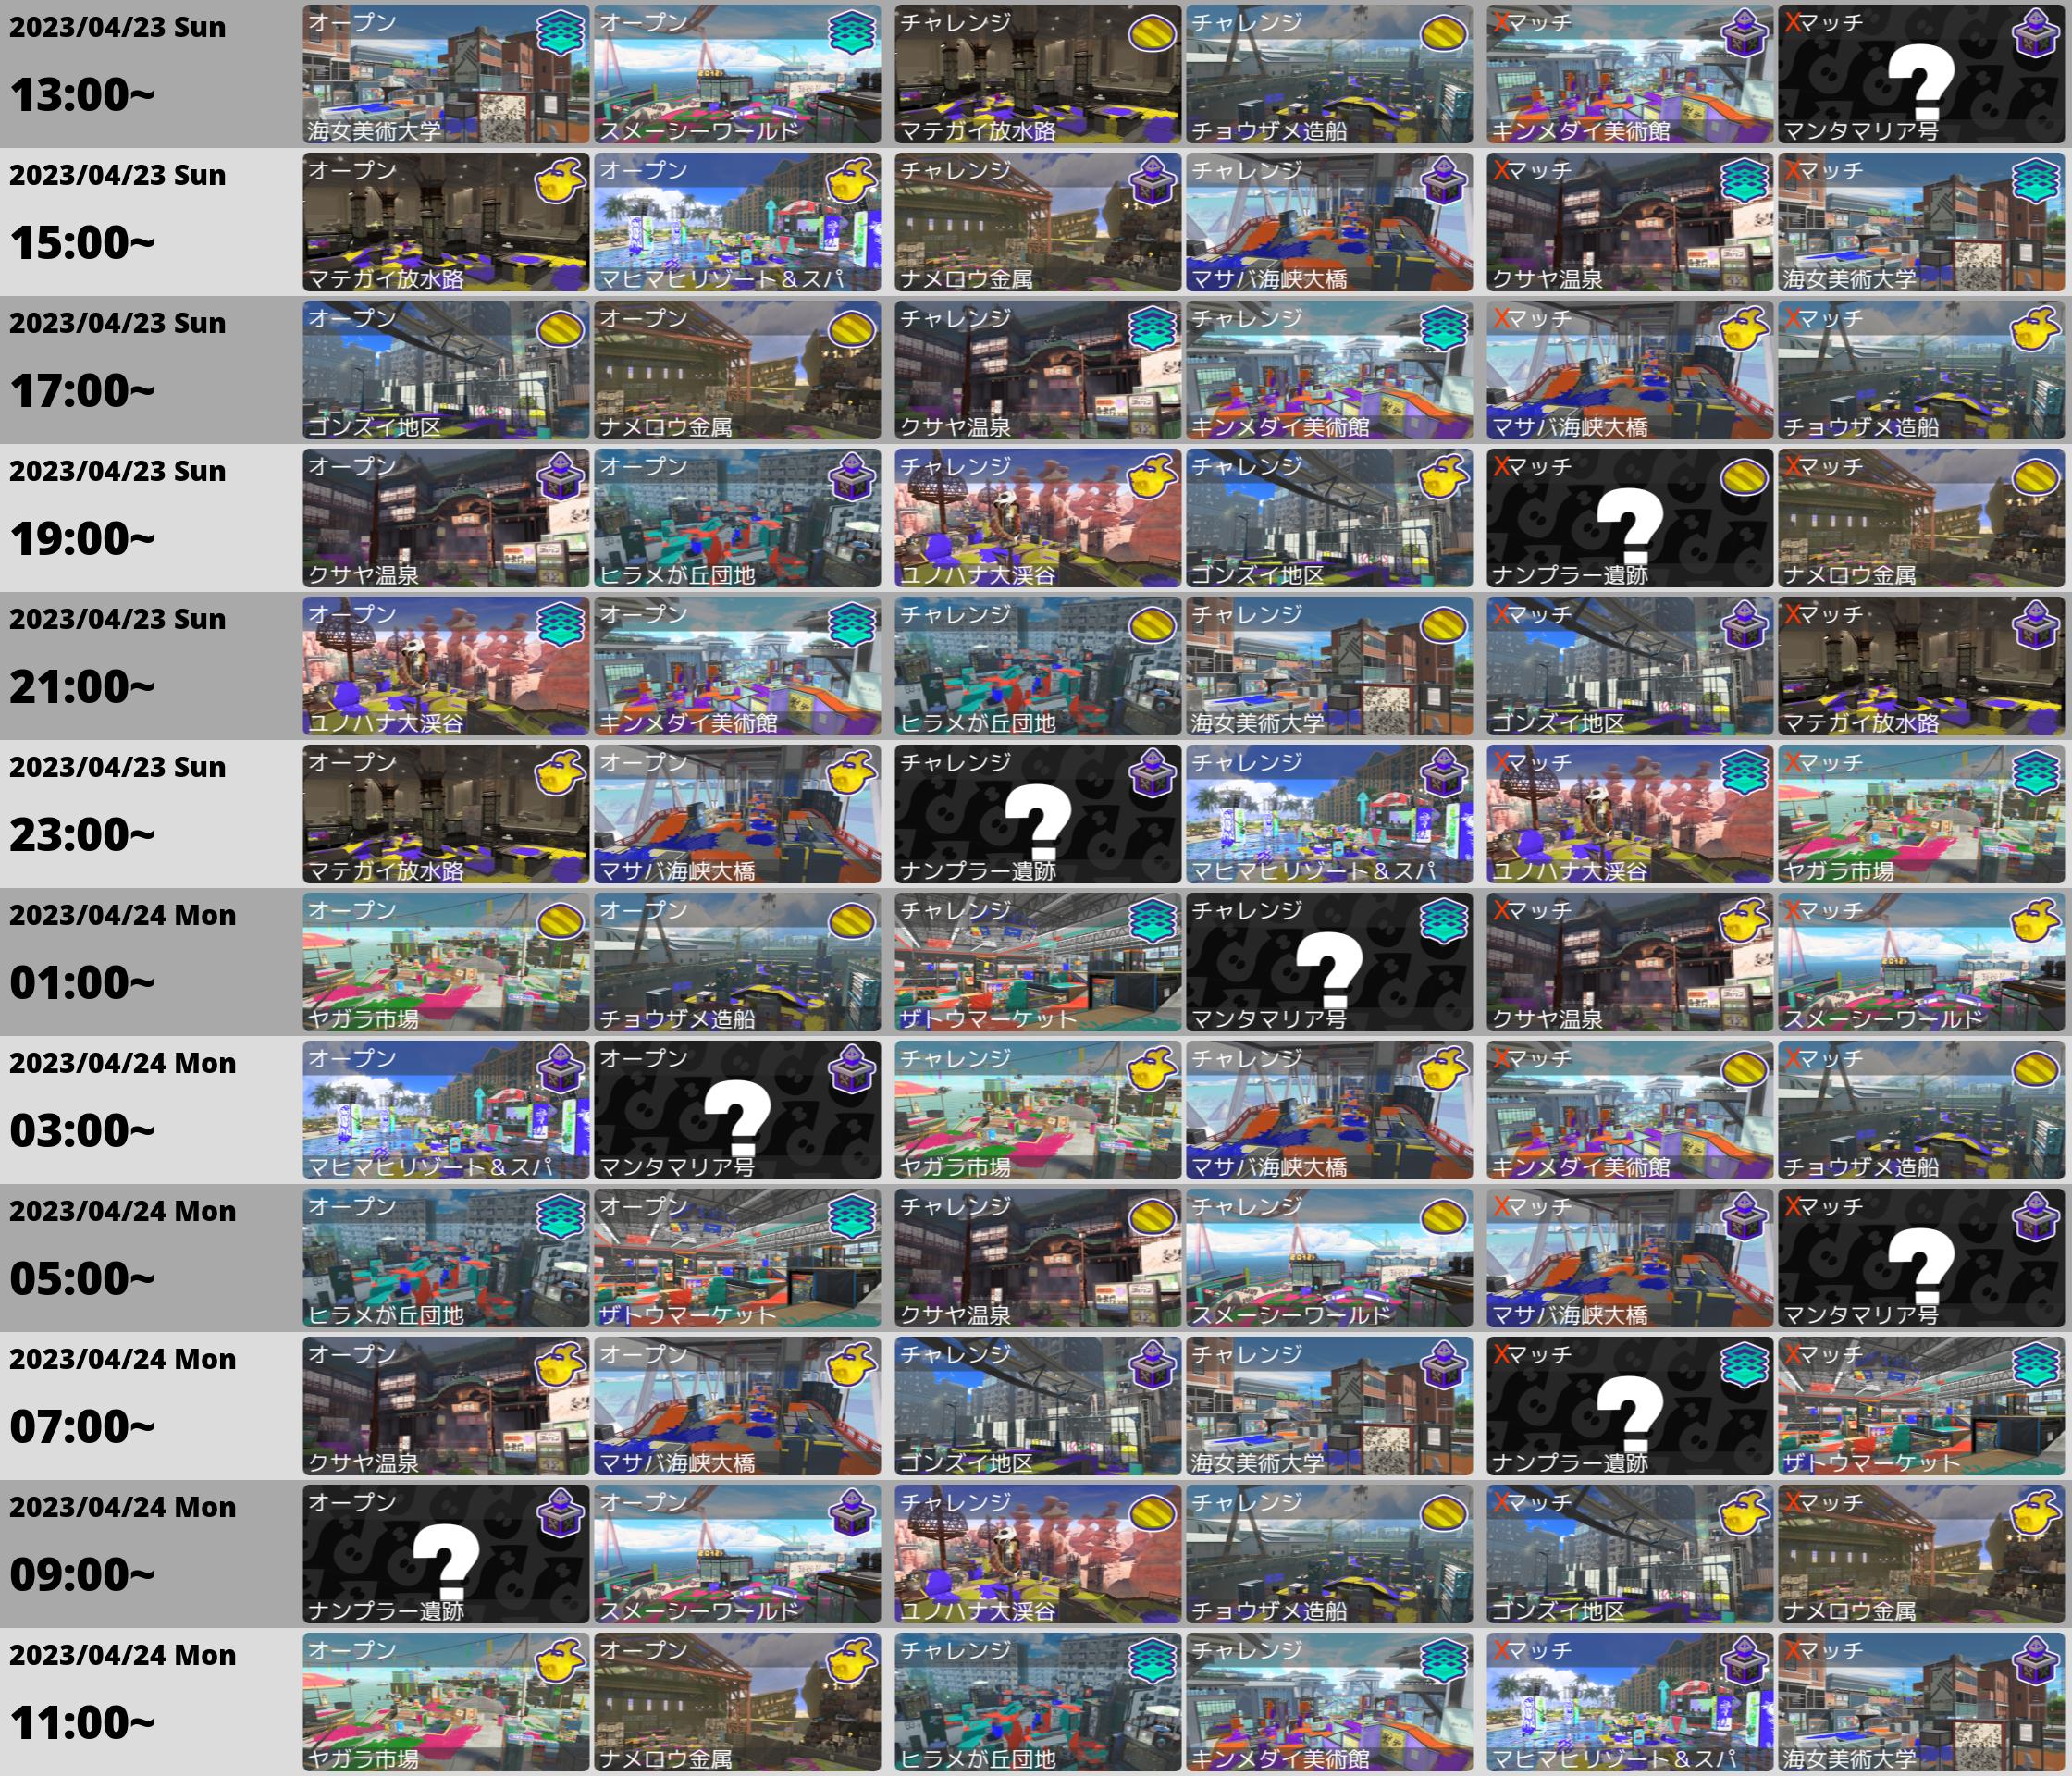 2023/04/23 Sun
13:00~
オープン オープン チャレンジ チャレンジ Xマッチ Xマッチ
海女美術大学 スメーシーワールド マテガイ放水路 チョウザメ造船 キンメダイ美術館 マンタマリア号
2023/04/23 Sun
15:00~
オープン オープン チャレンジ チャレンジ Xマッチ Xマッチ
マテガイ放水路 マヒマヒリゾート&スパ ナメロウ金属 マサバ海峡大橋 クサヤ温泉 海女美術大学
2023/04/23 Sun
17:00~
オープン オープン チャレンジ チャレンジ Xマッチ Xマッチ
ゴンズイ地区 ナメロウ金属 クサヤ温泉 キンメダイ美術館 マサバ海峡大橋 チョウザメ造船
2023/04/23 Sun
19:00~
オープン オープン チャレンジ チャレンジ Xマッチ Xマッチ
クサヤ温泉 ヒラメが丘団地 ユノハナ大渓谷 ゴンズイ地区 ナンプラー遺跡 ナメロウ金属
2023/04/23 Sun
21:00~
オープン オープン チャレンジ チャレンジ Xマッチ Xマッチ
ユノハナ大渓谷 キンメダイ美術館 ヒラメが丘団地 海女美術大学 ゴンズイ地区 マテガイ放水路
2023/04/23 Sun
23:00~
オープン オープン チャレンジ チャレンジ Xマッチ Xマッチ
マテガイ放水路 マサバ海峡大橋 ナンプラー遺跡 マヒマヒリゾート&スパ ユノハナ大渓谷 ヤガラ市場
2023/04/24 Mon
01:00~
オープン オープン チャレンジ チャレンジ Xマッチ Xマッチ
ヤガラ市場 チョウザメ造船 ザトウマーケット マンタマリア号 クサヤ温泉 スメーシーワールド
2023/04/24 Mon
03:00~
オープン オープン チャレンジ チャレンジ Xマッチ Xマッチ
マヒマヒリゾート&スパ マンタマリア号 ヤガラ市場 マサバ海峡大橋 キンメダイ美術館 チョウザメ造船
2023/04/24 Mon
05:00~
オープン オープン チャレンジ チャレンジ Xマッチ Xマッチ
ヒラメが丘団地 ザトウマーケット クサヤ温泉 スメーシーワールド マサバ海峡大橋 マンタマリア号
2023/04/24 Mon
07:00~
オープン オープン チャレンジ チャレンジ Xマッチ Xマッチ
クサヤ温泉 マサバ海峡大橋 ゴンズイ地区 海女美術大学 ナンプラー遺跡 ザトウマーケット
2023/04/24 Mon
09:00~
オープン オープン チャレンジ チャレンジ Xマッチ Xマッチ
ナンプラー遺跡 スメーシーワールド ユノハナ大渓谷 チョウザメ造船 ゴンズイ地区 ナメロウ金属
2023/04/24 Mon
11:00~
オープン オープン チャレンジ チャレンジ Xマッチ Xマッチ
ヤガラ市場 ナメロウ金属 ヒラメが丘団地 キンメダイ美術館 マヒマヒリゾート&スパ 海女美術大学